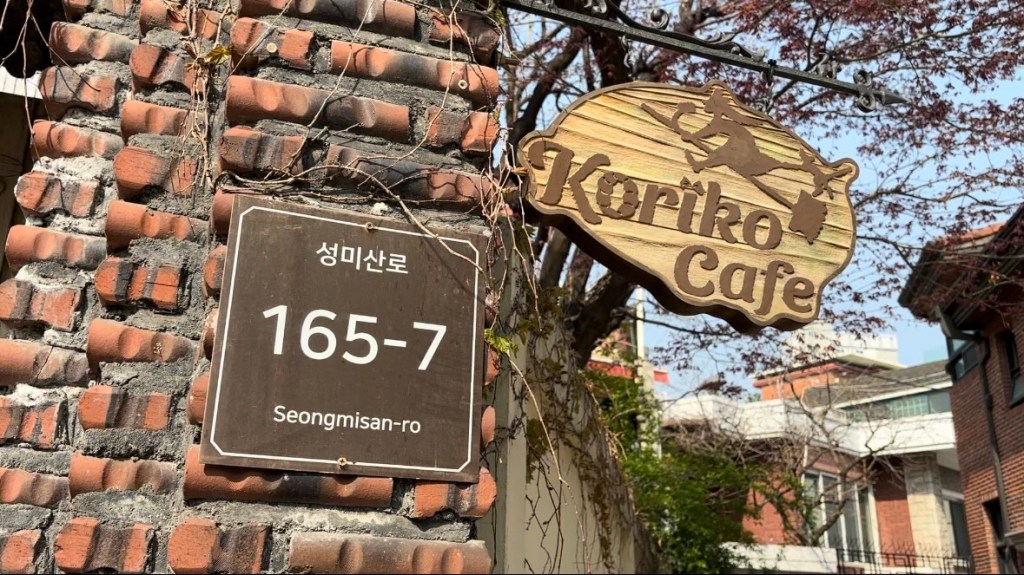 성미산로
165-7
Seongmisan-ro
Koriko
Cafe